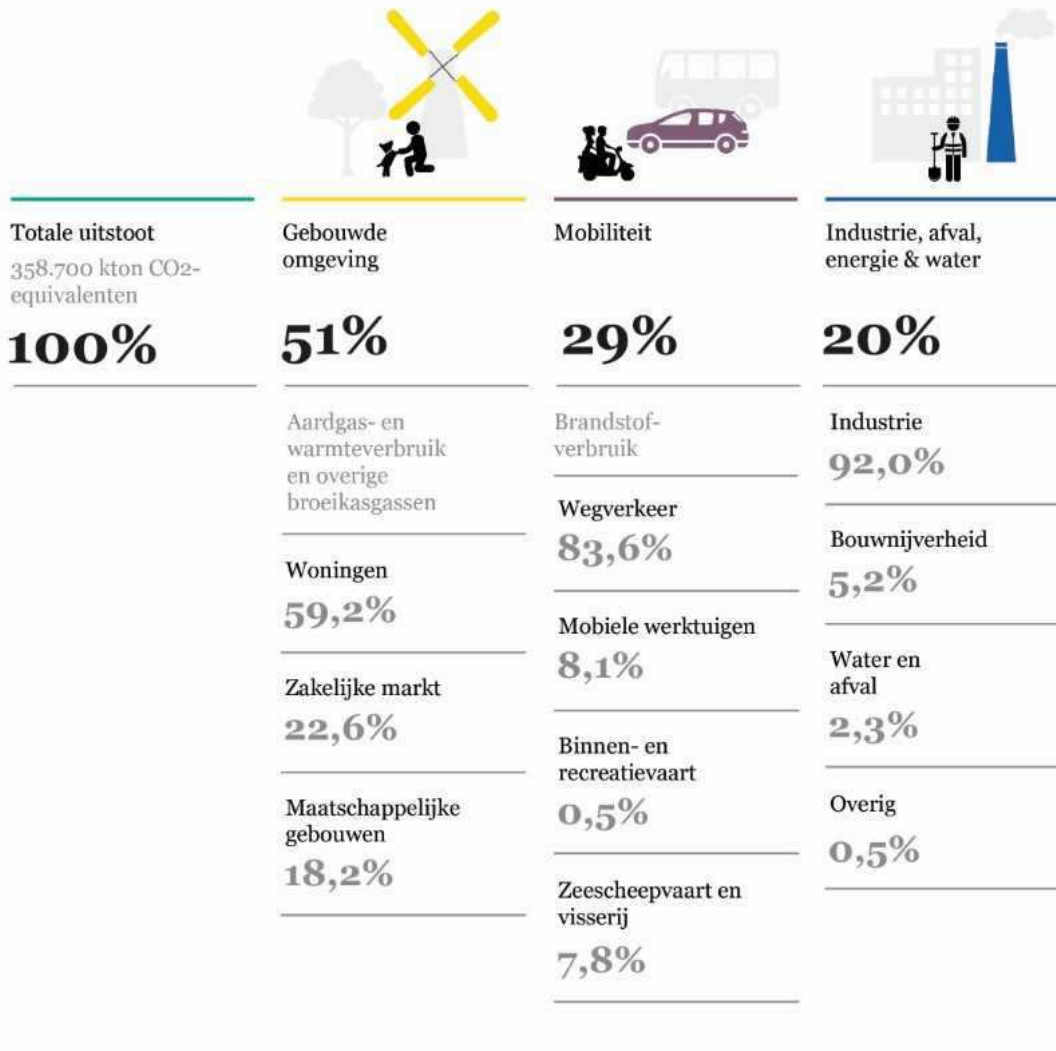 Totale uitstoot
358.700 kton CO2-
equivalenten
100%
Gebouwde
omgeving
51%
Aardgas- en
warmteverbruik
en overige
broeikasgassen
Woningen
59,2%
Zakelijke markt
22,6%
Maatschappelijke
gebouwen
18,2%
Mobiliteit
29%
Brandstof-
verbruik
Wegverkeer
83,6%
Mobiele werktuigen
8,1%
Binnen- en
recreatievaart
0,5%
Zeescheepvaart en
visserij
7,8%
Industrie, afval,
energie & water
20%
Industrie
92,0%
Bouwnijverheid
5,2%
Water en
afval
2,3%
Overig
0,5%